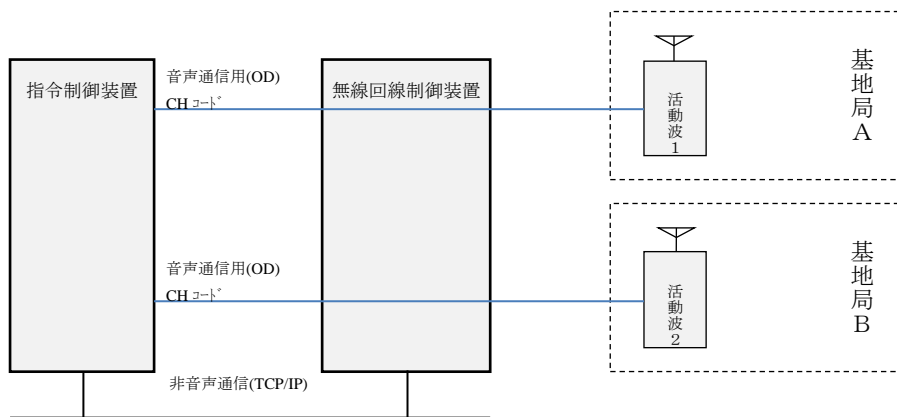 指令制御装置
音声通信用(OD)
CH ｺｰﾄﾞ
無線回線制御装置
活動波1
基地局A
音声通信用(OD)
CH ｺｰﾄﾞ
活動波2
基地局B
非音声通信(TCP/IP)